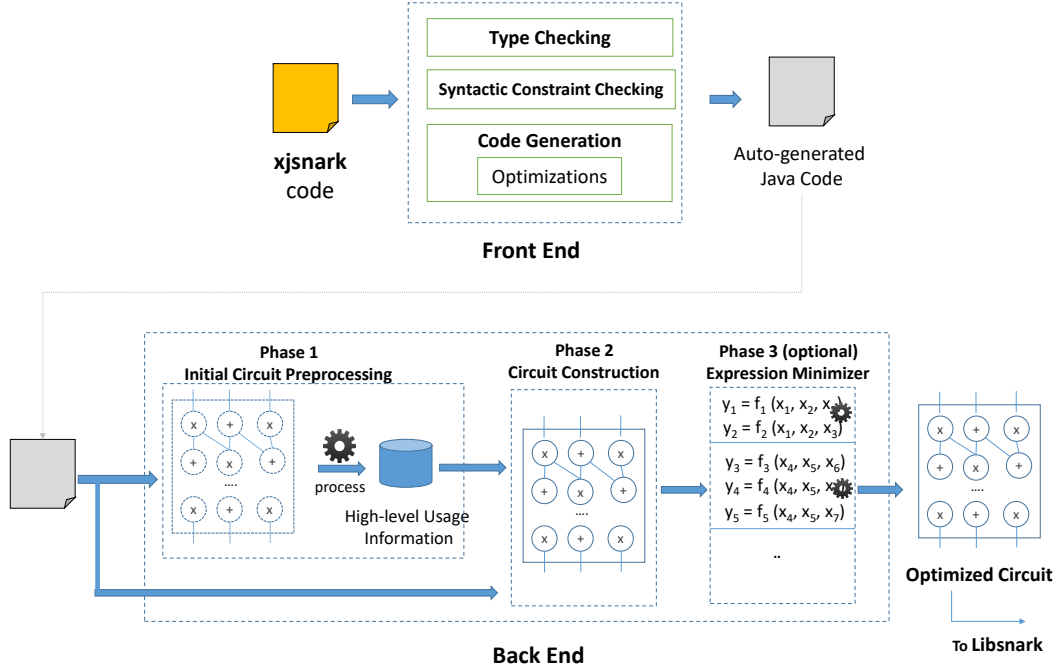 Type Checking
Syntactic Constraint Checking
Code Generation
Optimizations
xjsnark
code
Auto-generated
Java Code
Front End
Phase 1
Initial Circuit Preprocessing
x + x
+ x +
....
x + x
process
High-level Usage
Information
Phase 2
Circuit Construction
x + x
+ x +
....
x + x
Phase 3 (optional)
Expression Minimizer
y₁ = f₁ (x₁, x₂, x )
y₂ = f₂ (x₁, x₂, x₃)
y₃ = f₃ (x₄, x₅, x₆)
y₄ = f₄ (x₄, x₅, x
y₅ = f₅ (x₄, x₅, x₇)
..
x + x
+ x +
....
x + x
Optimized Circuit
To Libsnark
Back End